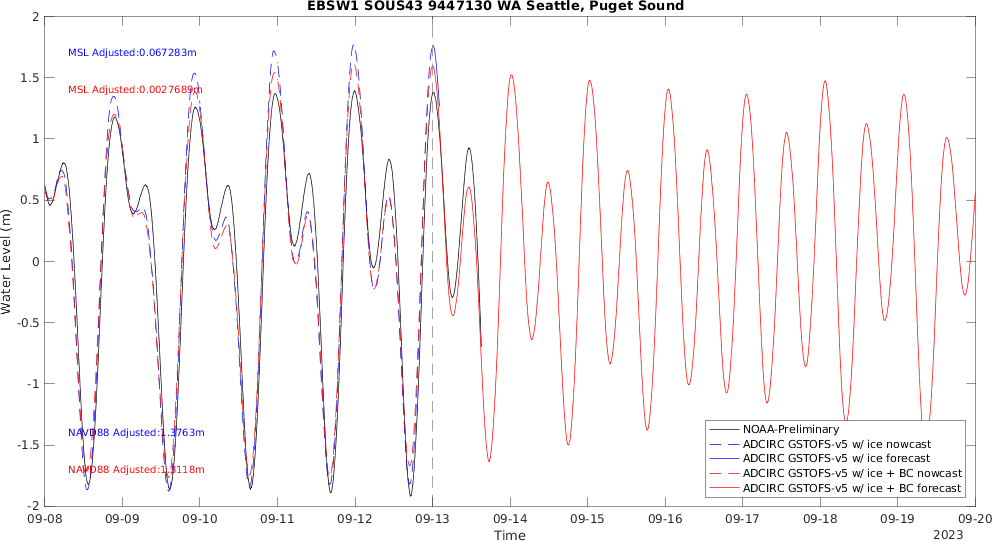 EBSW1 SOUS43 9447130 WA Seattle, Puget Sound
2
1.5
1
0.5
0
-0.5
-1
-1.5
-2
Water Level (m)
MSL Adjusted:0.067283m
MSL Adjusted:0.0027689m
NAVD88 Adjusted:1.3763m
NAVD88 Adjusted:1.3118m
NOAA-Preliminary
ADCIRC GSTOFS-v5 w/ ice nowcast
ADCIRC GSTOFS-v5 w/ ice forecast
ADCIRC GSTOFS-v5 w/ ice + BC nowcast
ADCIRC GSTOFS-v5 w/ ice + BC forecast
09-08 09-09 09-10 09-11 09-12 09-13 09-14 09-15 09-16 09-17 09-18 09-19 09-20
Time
2023